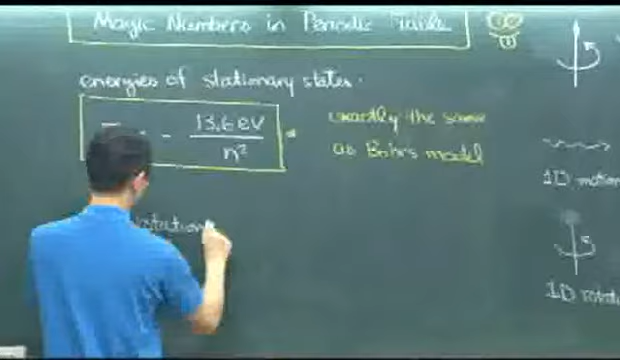 Magic Numbers in Periodic Table
energies of stationary states.
- 13.6 eV / n²
exactly the same
as Bohr's model
1D motion
1D rotati